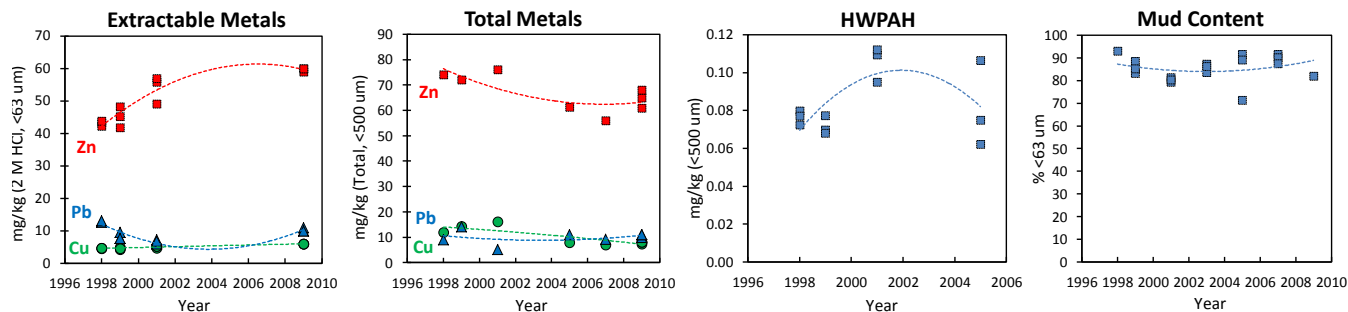 Extractable Metals
mg/kg (2 M HCl, <63 um)
70
60
50
40
30
20
10
0
Zn
Pb
Cu
1996 1998 2000 2002 2004 2006 2008 2010
Year
Total Metals
mg/kg (Total, <500 um)
90
80
70
60
50
40
30
20
10
0
Zn
Pb
Cu
1996 1998 2000 2002 2004 2006 2008 2010
Year
HWPAH
mg/kg (<500 um)
0.12
0.10
0.08
0.06
0.04
0.02
0.00
1996 1998 2000 2002 2004 2006
Year
Mud Content
% <63 um
100
90
80
70
60
50
40
30
20
10
0
1996 1998 2000 2002 2004 2006 2008 2010
Year